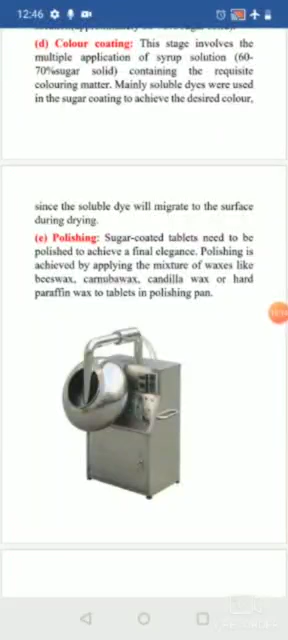 12:46
(d) Colour coating: This stage involves the
multiple application of syrup solution (60-
70%sugar solid) containing the requisite
colouring matter. Mainly soluble dyes were used
in the sugar coating to achieve the desired colour,
since the soluble dye will migrate to the surface
during drying.
(e) Polishing: Sugar-coated tablets need to be
polished to achieve a final elegance. Polishing is
achieved by applying the mixture of waxes like
beeswax, carnubawax, candilla wax or hard
paraffin wax to tablets in polishing pan.
RECORDER